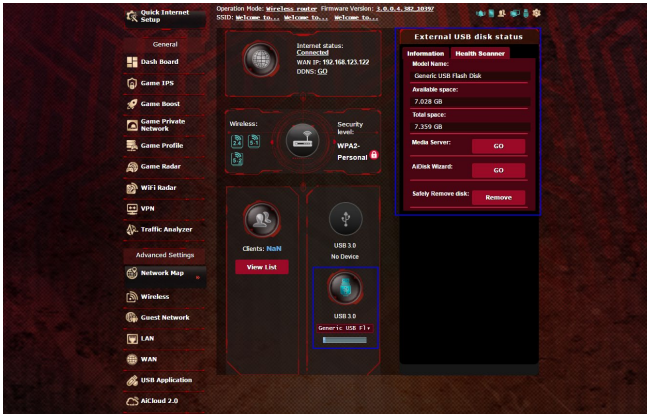 Quick Internet
Setup
General
Dash Board
Game IPS
Game Boost
Game Private
Network
Game Profile
Game Radar
WiFi Radar
VPN
Traffic Analyzer
Advanced Settings
Network Map
Wireless
Guest Network
LAN
WAN
USB Application
AiCloud 2.0
Operation Mode: Wireless router Firmware Version: 3.0.0.4.382_10397
SSID: Welcome to... Welcome to... Welcome to...
Internet status:
Connected
WAN IP: 192.168.123.122
DDNS: GO
Wireless:
2.4 5-1
5-2
Security
level:
WPA2-
Personal
Clients: NaN
View List
USB 3.0
No Device
USB 3.0
Generic USB Fl
External USB disk status
Information Health Scanner
Model Name:
Generic USB Flash Disk
Available space:
7.028 GB
Total space:
7.359 GB
Media Server: GO
AiDisk Wizard: GO
Safely Remove disk: Remove